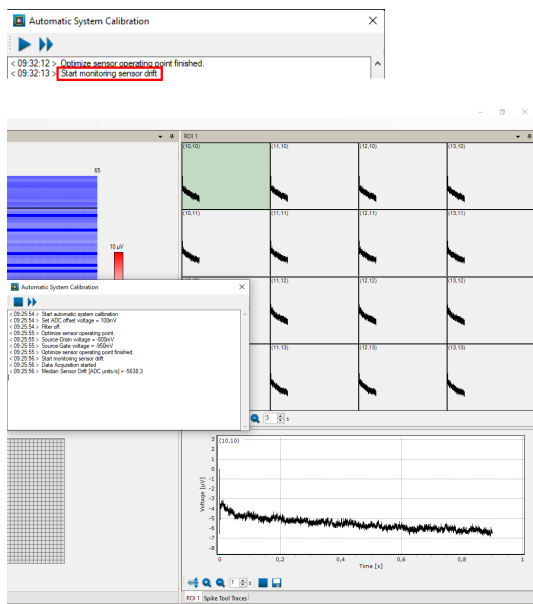 Automatic System Calibration
< 09:32:12 > Optimize sensor operating point finished.
< 09:32:13 > Start monitoring sensor drift
ROI 1
65
10 µV
(10,10)
(11,10)
(12,10)
(13,10)
(10,11)
(11,11)
(12,11)
(13,11)
(11,12)
(12,12)
(13,12)
(11,13)
(12,13)
(13,13)
Automatic System Calibration
< 09:25:54 > Start automatic system calibration
< 09:25:54 > Set ADC offset voltage = 100mV
< 09:25:54 > Filter off.
< 09:25:55 > Optimize sensor operating point.
< 09:25:55 > Source-Drain voltage = -800mV
< 09:25:55 > Source-Gate voltage = -950mV
< 09:25:55 > Optimize sensor operating point finished.
< 09:25:56 > Start monitoring sensor drift
< 09:25:56 > Data Acquisition started
< 09:25:56 > Median Sensor Drift [ADC units/s] = -5638,3
5 s
(10,10)
Voltage [µV]
3
2
1
0
-1
-2
-3
-4
-5
-6
-7
-8
0
0,2
0,4
0,6
0,8
1
Time [s]
1 s
ROI 1 Spike Tool Traces